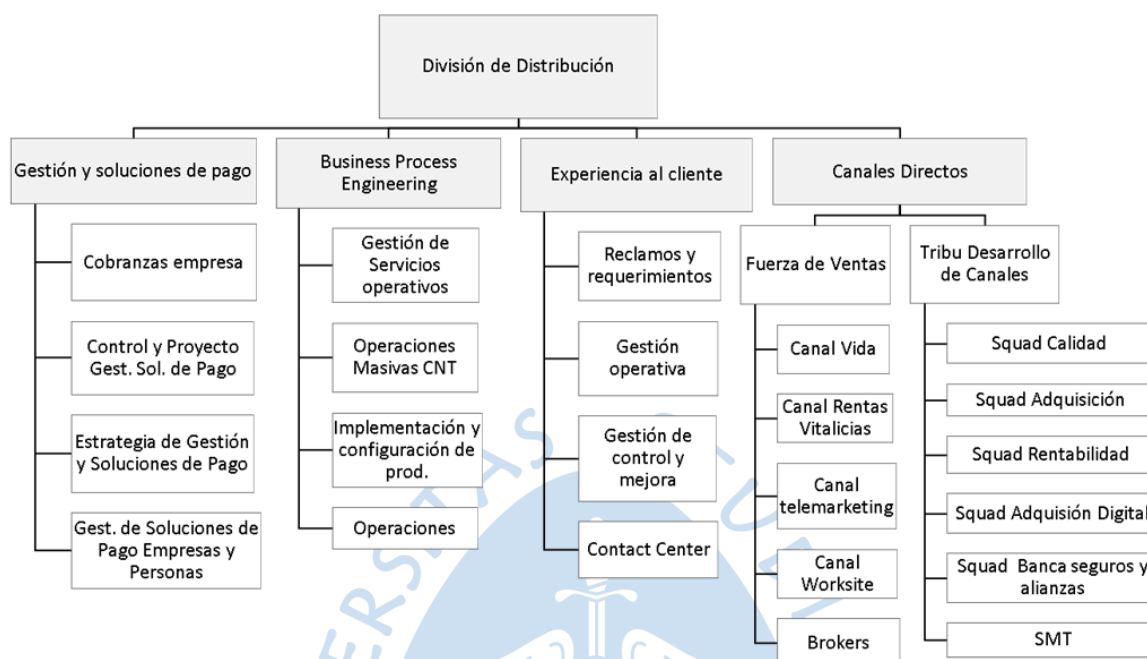 División de Distribución
Gestión y soluciones de pago
Business Process
Engineering
Experiencia al cliente
Canales Directos
Cobranzas empresa
Control y Proyecto
Gest. Sol. de Pago
Estrategia de Gestión
y Soluciones de Pago
Gest. de Soluciones de
Pago Empresas y
Personas
Gestión de
Servicios
operativos
Operaciones
Masivas CNT
Implementación y
configuración de
prod.
Operaciones
Reclamos y
requerimientos
Gestión
operativa
Gestión de
control y
mejora
Contact Center
Fuerza de Ventas
Canal Vida
Canal Rentas
Vitalicias
Canal
telemarketing
Canal
Worksite
Brokers
Tribu Desarrollo
de Canales
Squad Calidad
Squad Adquisición
Squad Rentabilidad
Squad Adquisión Digital
Squad  Banca seguros y
alianzas
SMT